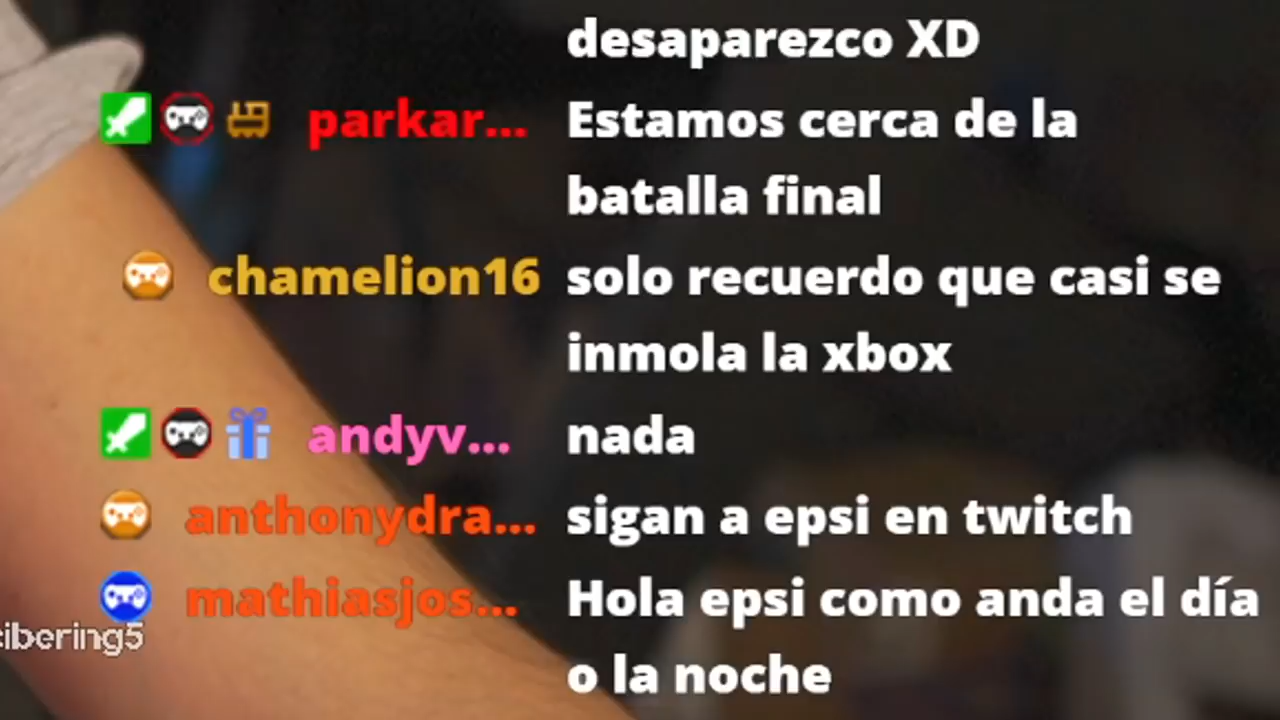 desaparezco XD
parkar... Estamos cerca de la
batalla final
chamelion16 solo recuerdo que casi se
inmola la xbox
andyv... nada
anthonydra... sigan a epsi en twitch
mathiasjos... Hola epsi como anda el día
cibering5
o la noche